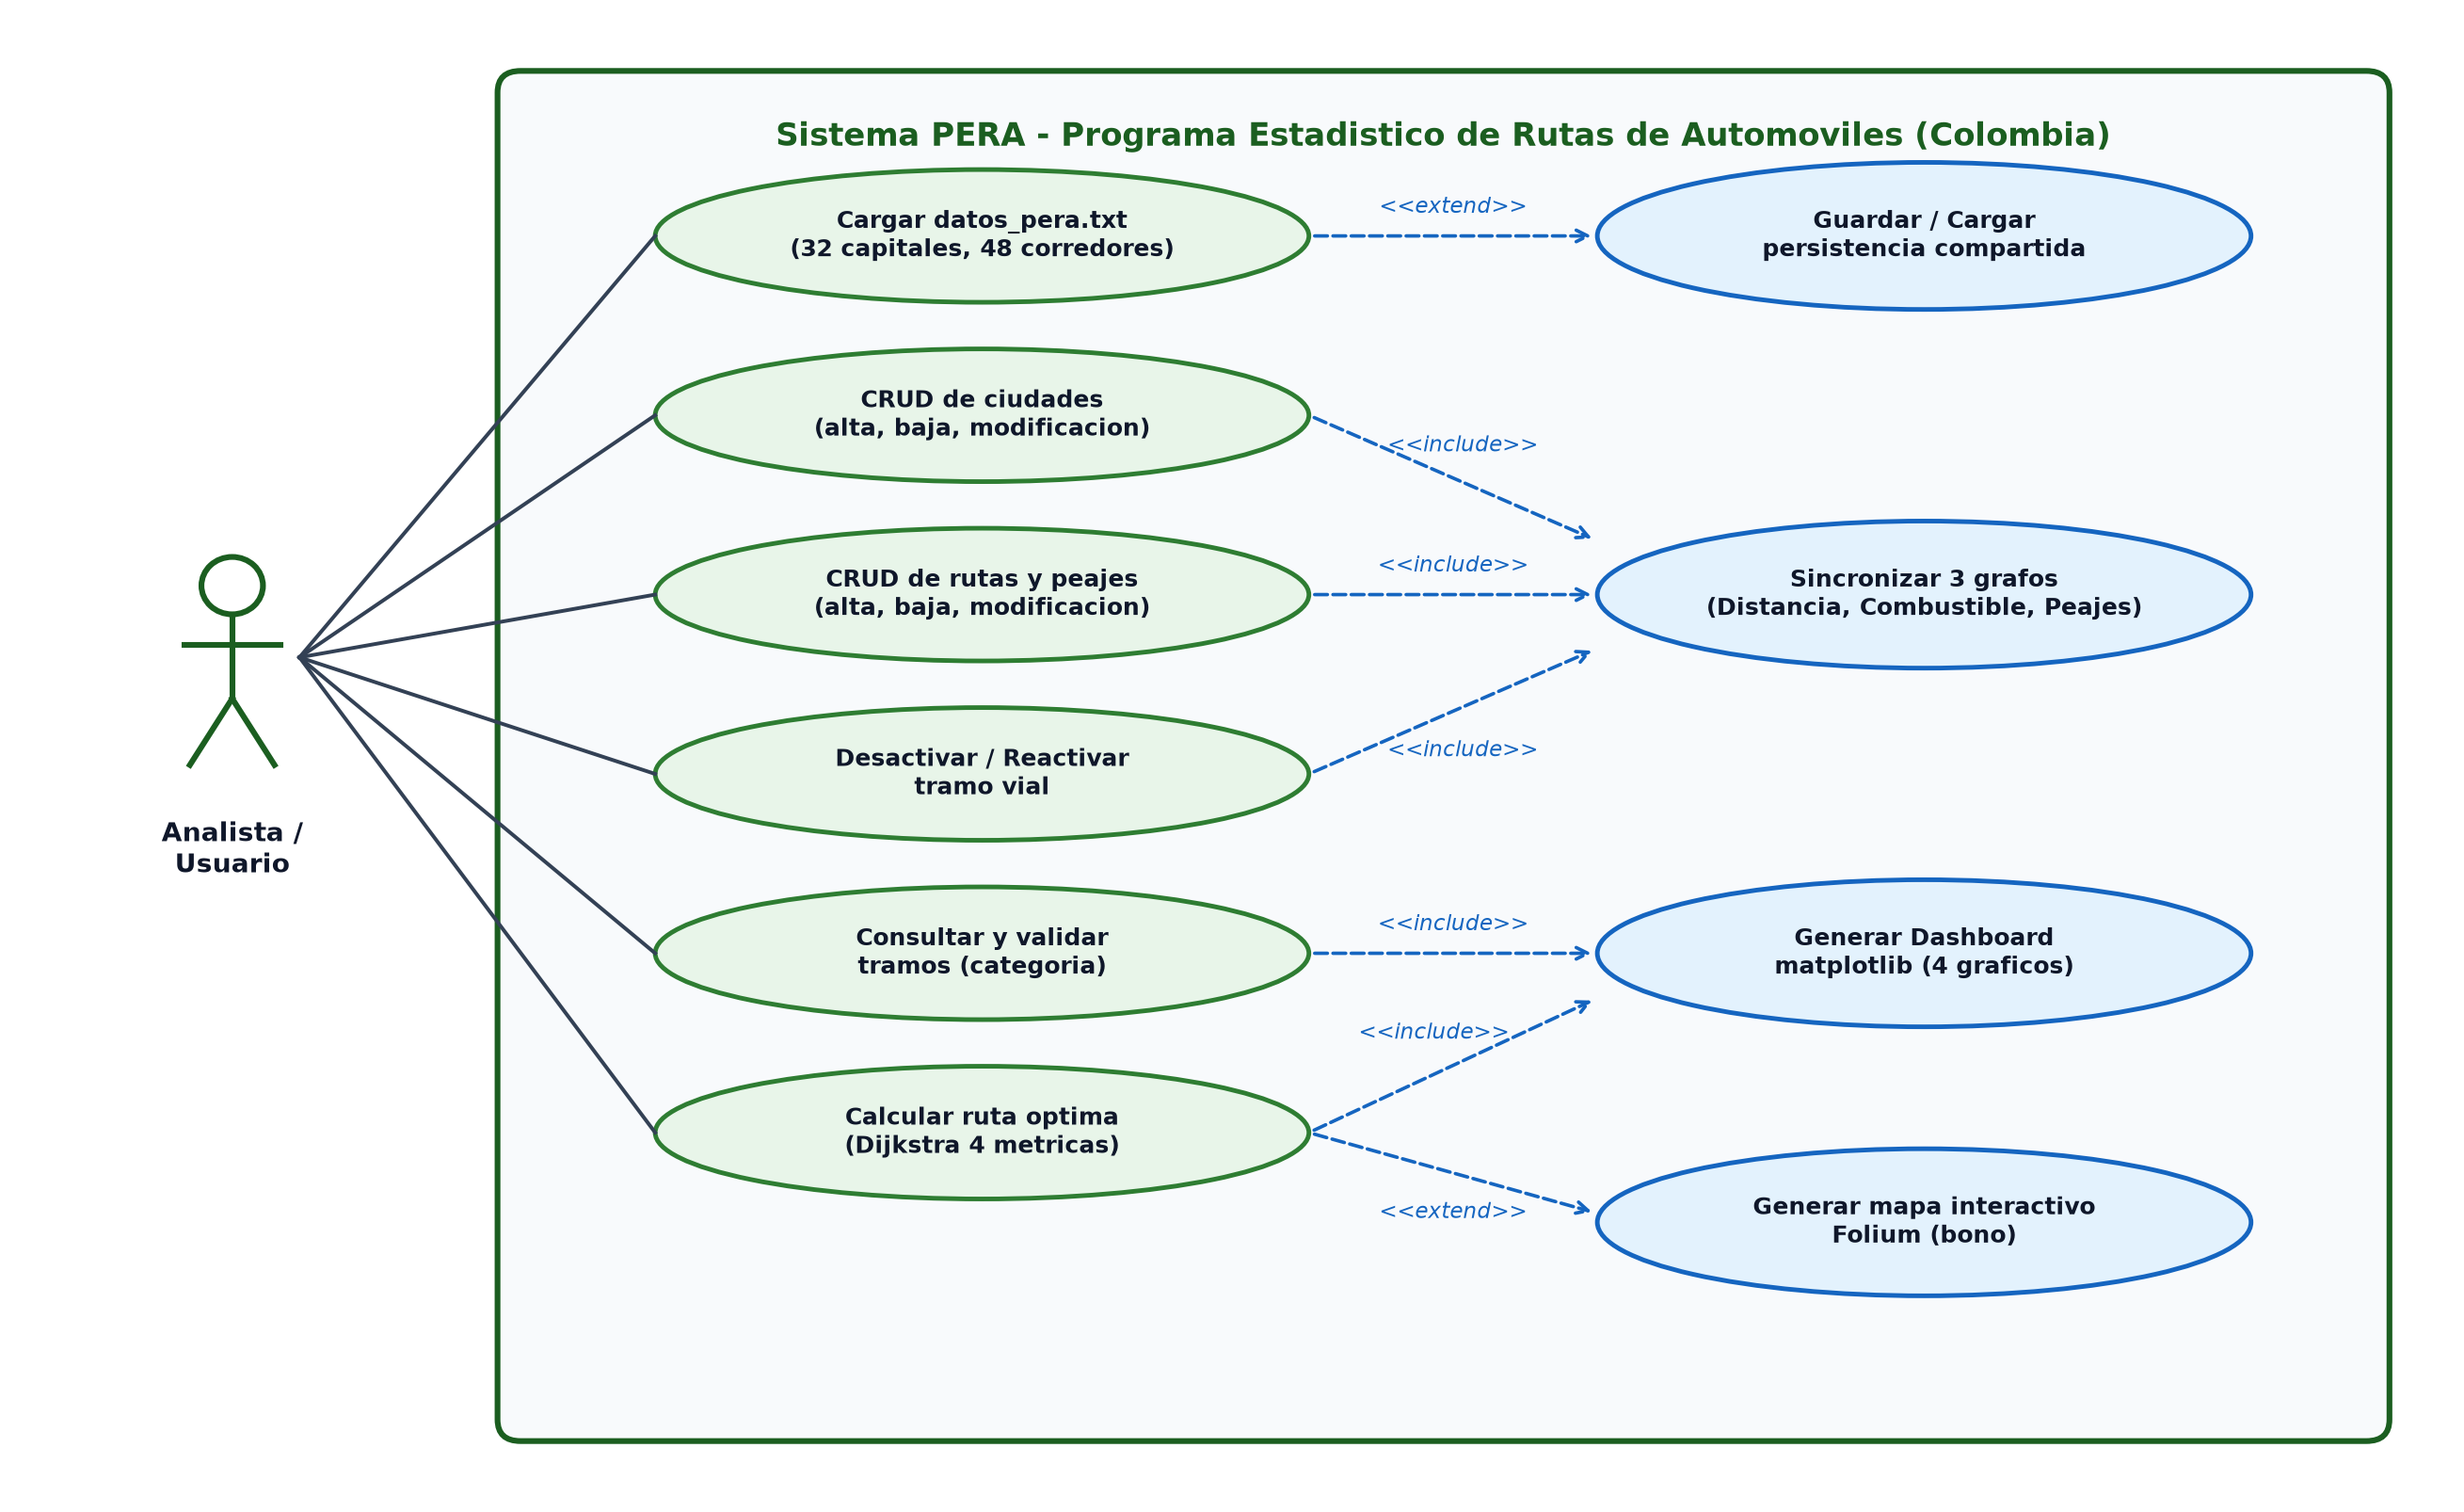 Sistema PERA - Programa Estadistico de Rutas de Automoviles (Colombia)
Cargar datos_pera.txt
(32 capitales, 48 corredores)
<<extend>>
Guardar / Cargar
persistencia compartida
CRUD de ciudades
(alta, baja, modificacion)
<<include>>
CRUD de rutas y peajes
(alta, baja, modificacion)
<<include>>
Sincronizar 3 grafos
(Distancia, Combustible, Peajes)
Desactivar / Reactivar
tramo vial
<<include>>
Analista /
Usuario
Consultar y validar
tramos (categoria)
<<include>>
Generar Dashboard
matplotlib (4 graficos)
<<include>>
Calcular ruta optima
(Dijkstra 4 metricas)
<<extend>>
Generar mapa interactivo
Folium (bono)